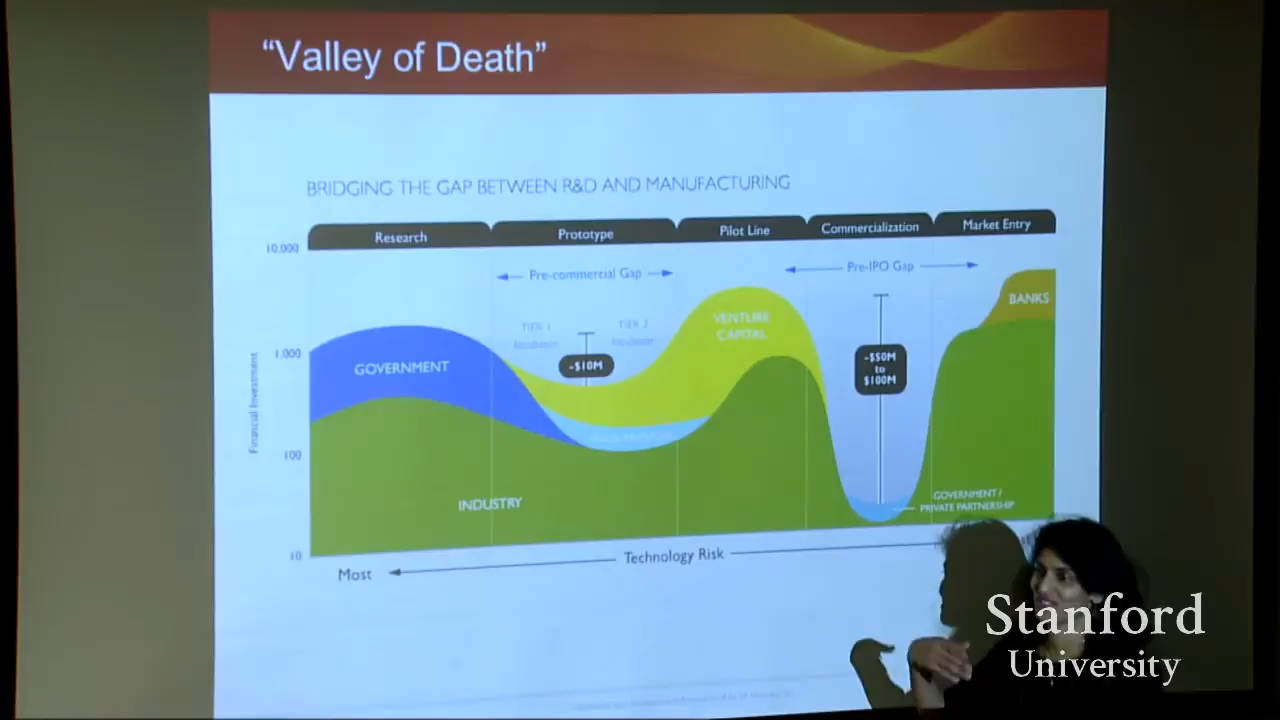 “Valley of Death”
BRIDGING THE GAP BETWEEN R&D AND MANUFACTURING
Research
Prototype
Pilot Line
Commercialization
Market Entry
10,000
1,000
100
10
Financial Investment
Pre-commercial Gap
Pre-IPO Gap
TIER 1
Incubator
TIER 2
Incubator
~$10M
~$50M
to
$100M
GOVERNMENT
VENTURE
CAPITAL
BANKS
INDUSTRY
GOVERNMENT /
PRIVATE PARTNERSHIP
Most
Technology Risk
Stanford
University